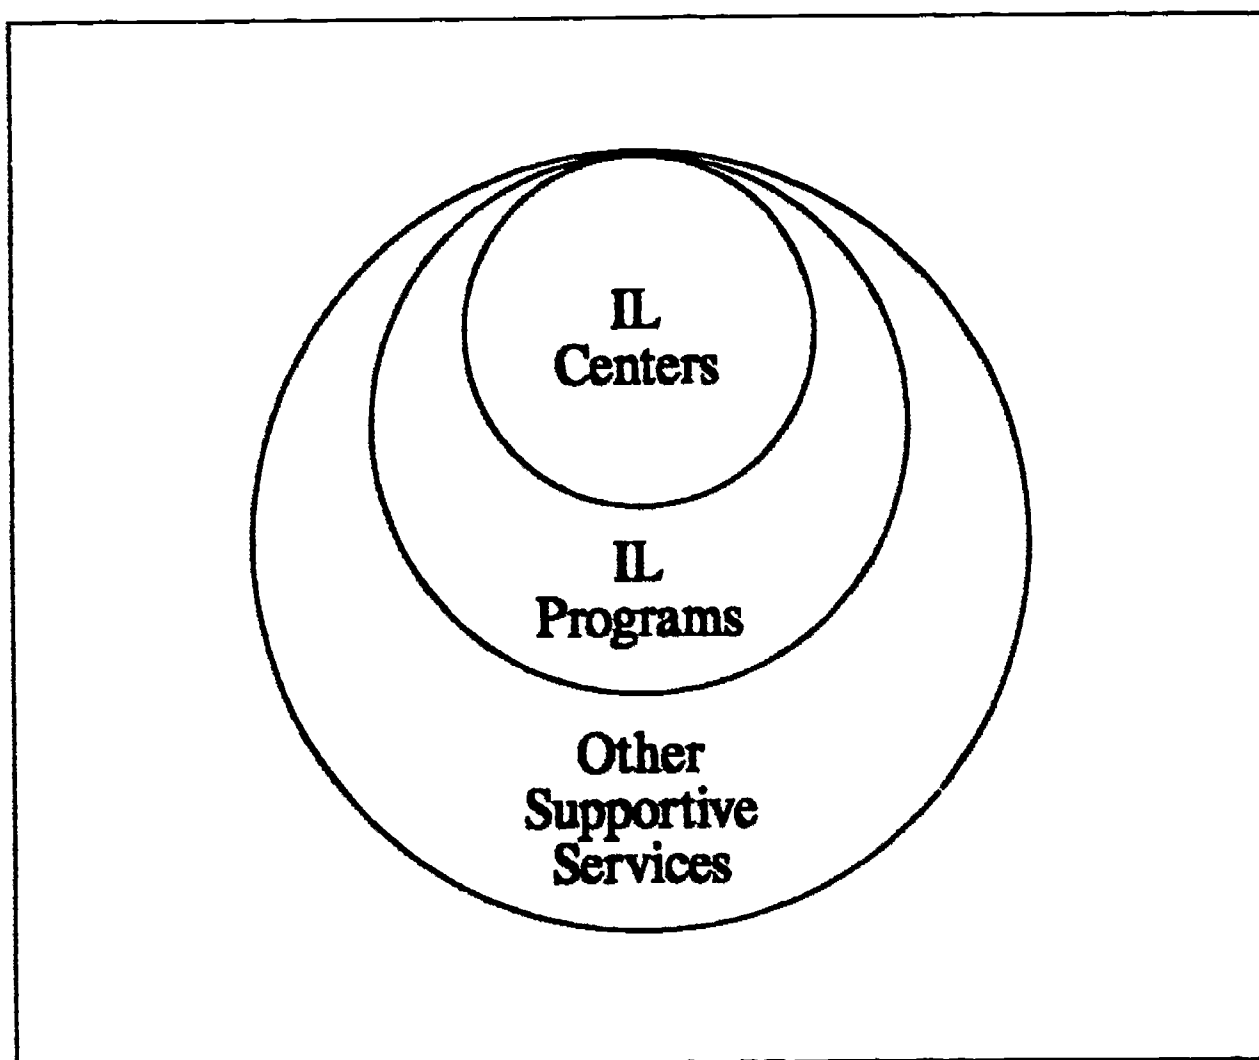 IL
Centers
IL
Programs
Other
Supportive
Services